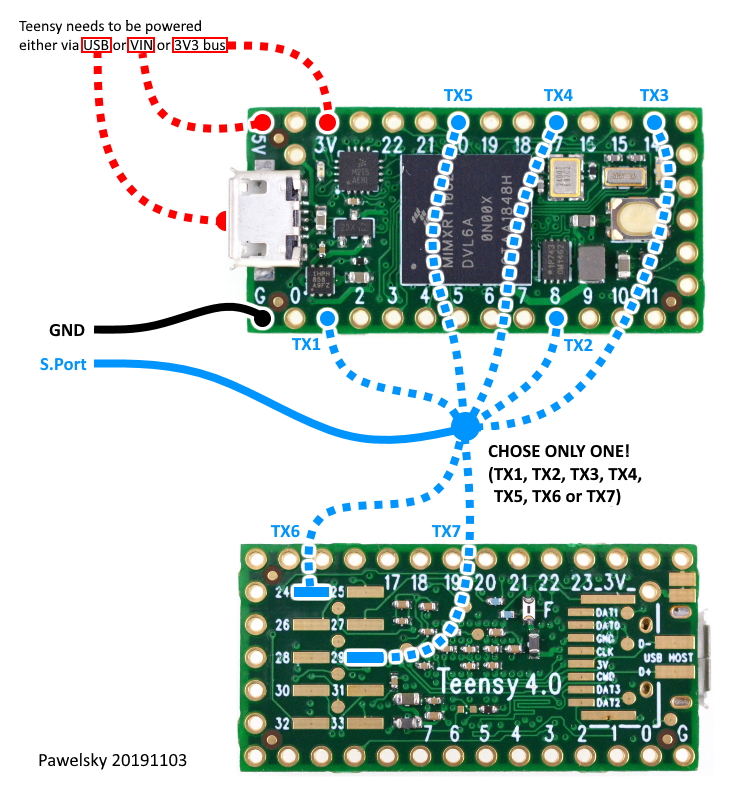 Teensy needs to be powered
either via USB or VIN or 3V3 bus
TX5 TX4 TX3
5V 3V 22 21 20 19 18 17 16 15 14
MIMXRT1062
DVL6A
0N00X
G 0 2 3 4 5 6 7 8 9 10 11
GND
TX1 TX2
S.Port
CHOSE ONLY ONE!
(TX1, TX2, TX3, TX4,
TX5, TX6 or TX7)
TX6 TX7
17 18 19 20 21 22 23 3V
24 25
F
DAT1
26 27
DAT0
GND
D-
CLK
28 29
USB HOST
3V
D+
CMD
30 31
Teensy 4.0
DAT3
DAT2
32 33
7 6 5 4 3 2 1 0 G
Pawelsky 20191103